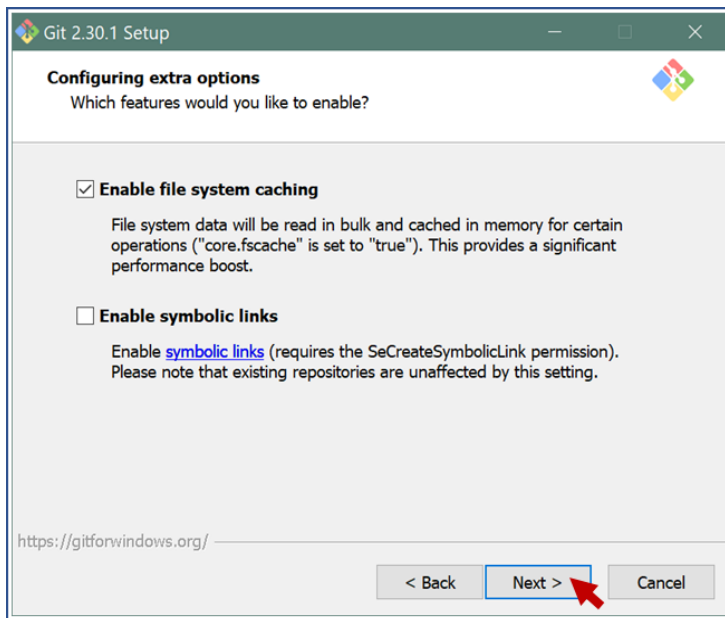 Git 2.30.1 Setup
Configuring extra options
Which features would you like to enable?
Enable file system caching
File system data will be read in bulk and cached in memory for certain
operations ("core.fscache" is set to "true"). This provides a significant
performance boost.
Enable symbolic links
Enable symbolic links (requires the SeCreateSymbolicLink permission).
Please note that existing repositories are unaffected by this setting.
https://gitforwindows.org/
< Back Next > Cancel